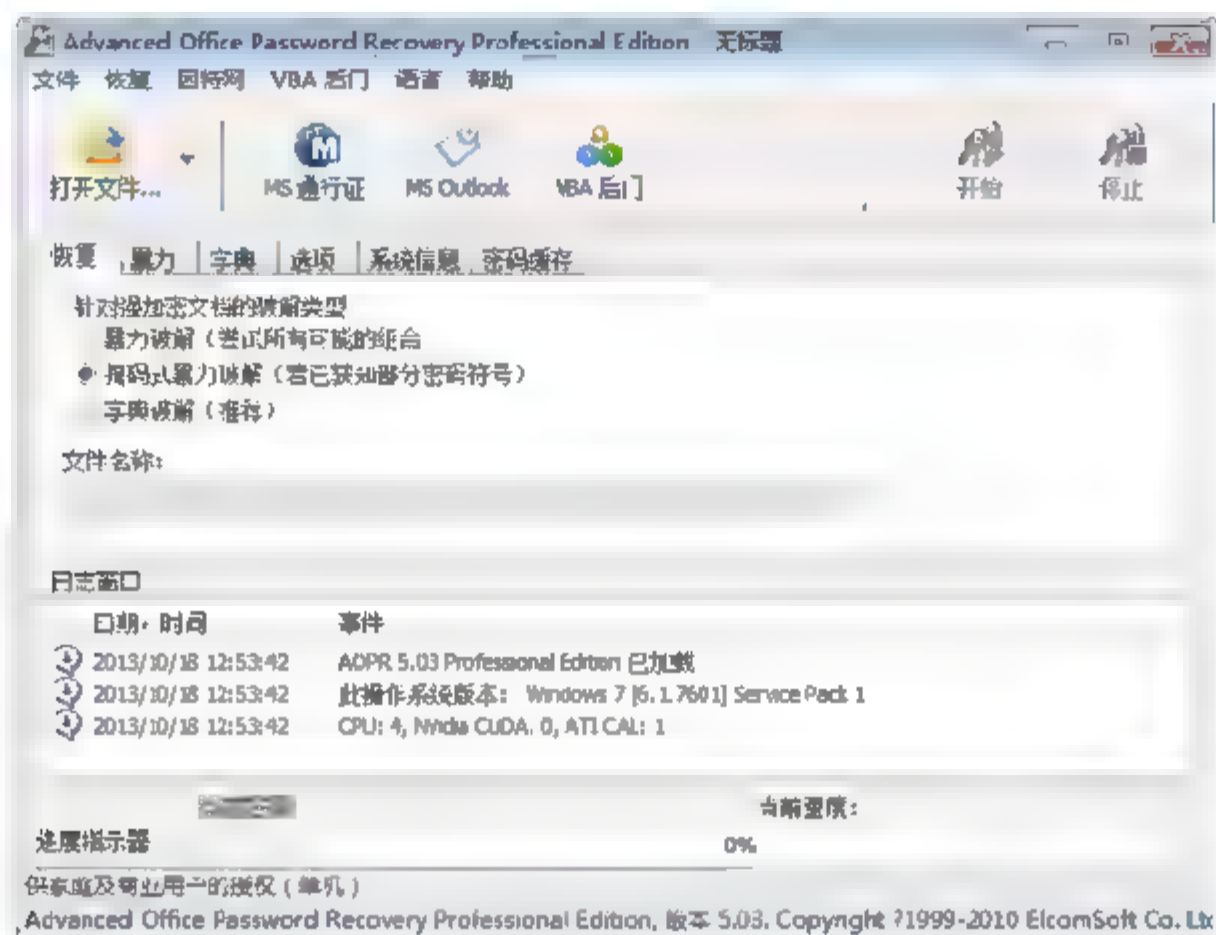 Advanced Office Password Recovery Professional Edition 无标题
文件 恢复 因特网 VBA 后门 语言 帮助
打开文件... MS 通行证 MS Outlook VBA 后门 开始 停止
恢复 暴力 字典 选项 系统信息 密码缓存
针对强加密文档的破解类型
暴力破解（尝试所有可能的组合
掩码式暴力破解（若已获知部分密码符号）
字典破解（推荐）
文件名称:
日志窗口
日期, 时间 事件
2013/10/18 12:53:42 AOPR 5.03 Professional Edition 已加载
2013/10/18 12:53:42 此操作系统版本: Windows 7 [6.1.7601] Service Pack 1
2013/10/18 12:53:42 CPU: 4, Nvidia CUDA: 0, ATI CAL: 1
当前速度:
进展指示器 0%
供家庭及商业用户的授权(单机)
Advanced Office Password Recovery Professional Edition, 版本 5.03. Copyright ?1999-2010 ElcomSoft Co. Lt